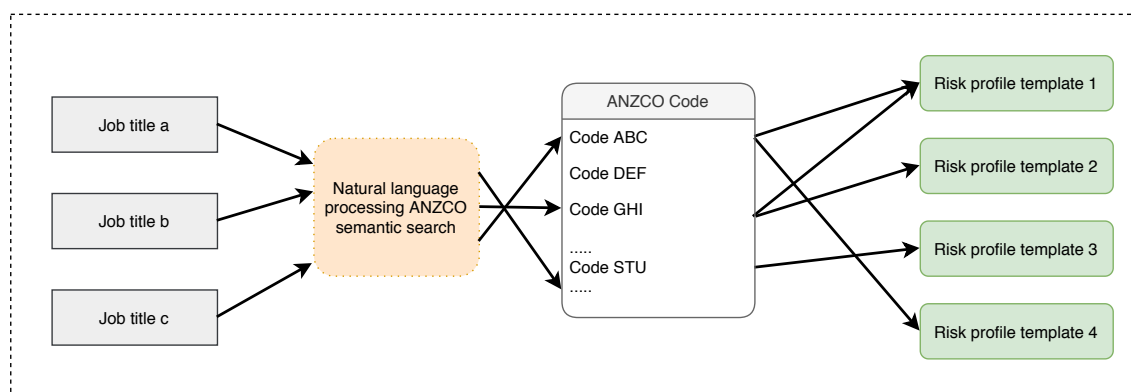 Job title a
Job title b
Job title c
Natural language
processing ANZCO
semantic search
ANZCO Code
Code ABC
Code DEF
Code GHI
.....
Code STU
.....
Risk profile template 1
Risk profile template 2
Risk profile template 3
Risk profile template 4